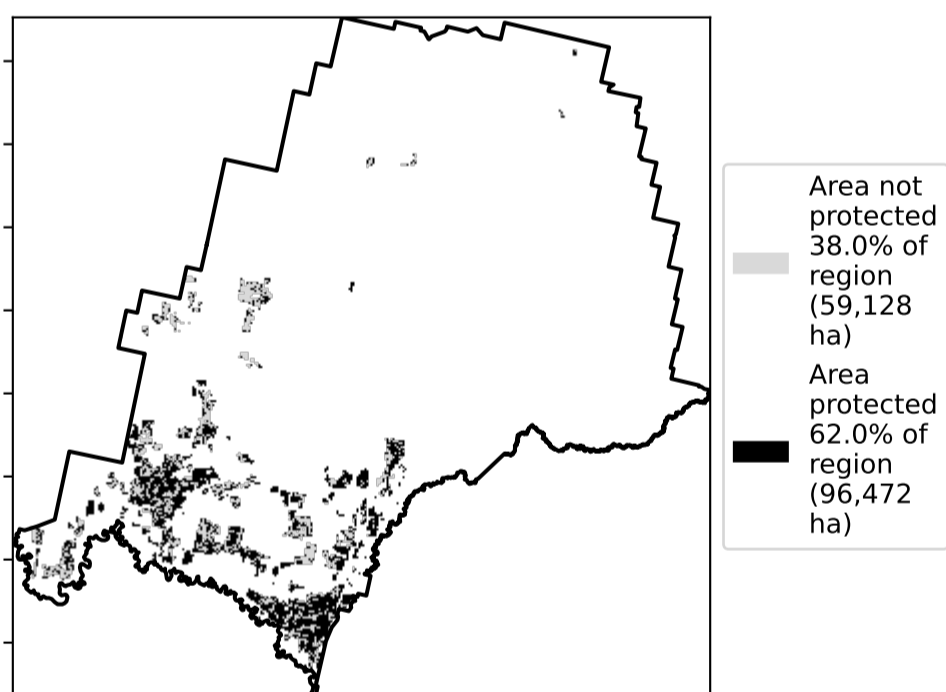 Area not
protected
38.0% of
region
(59,128
ha)
Area
protected
62.0% of
region
(96,472
ha)